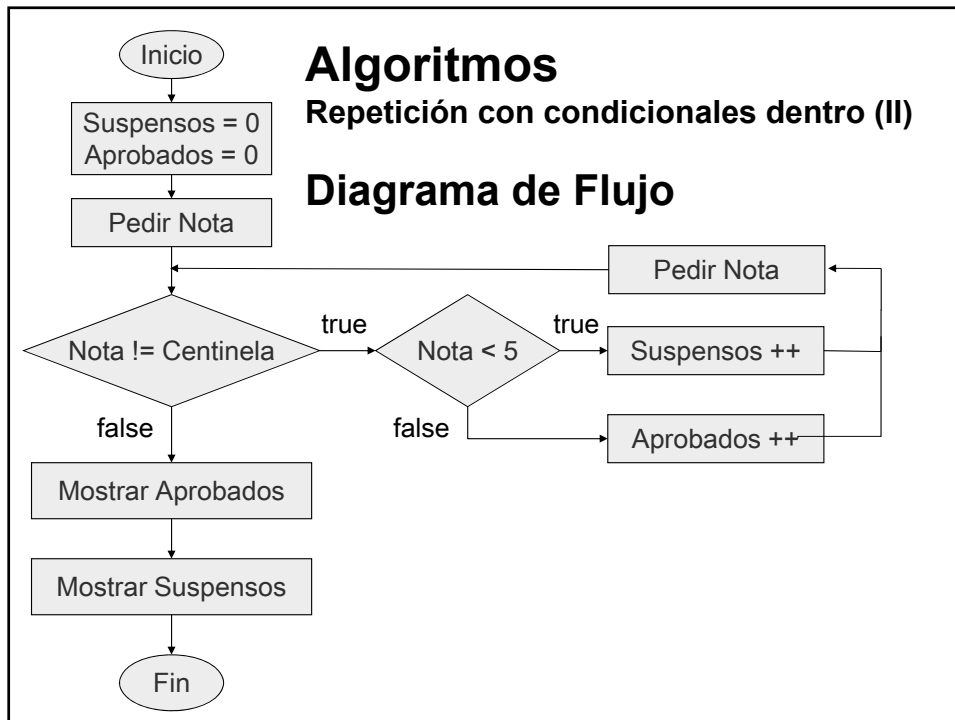 Inicio
Algoritmos
Repetición con condicionales dentro (II)
Suspensos = 0
Aprobados = 0
Diagrama de Flujo
Pedir Nota
Pedir Nota
Nota != Centinela
true
Nota < 5
true
Suspensos ++
false
false
Aprobados ++
Mostrar Aprobados
Mostrar Suspensos
Fin